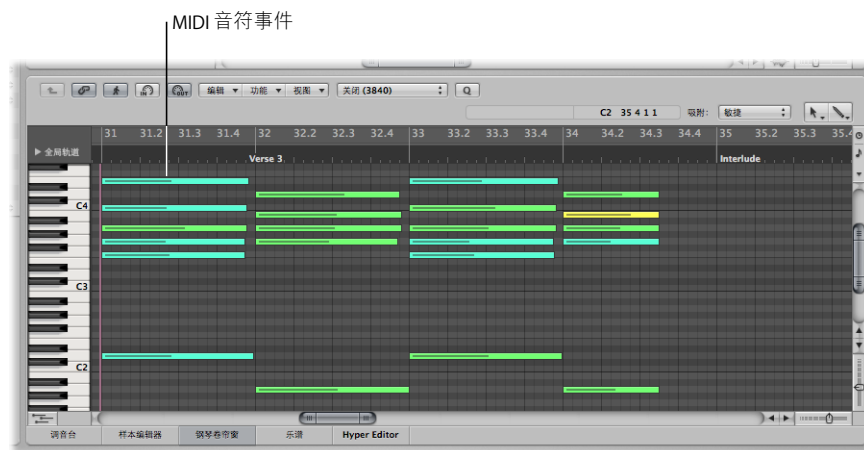 MIDI 音符事件
IN OUT 编辑 功能 视图 关闭 (3840) Q
C2 35 4 1 1 吸附: 敏捷
31 31.2 31.3 31.4 32 32.2 32.3 32.4 33 33.2 33.3 33.4 34 34.2 34.3 34.4 35 35.2 35.3 35.4
全局轨道 Verse 3 Interlude
C4
C3
C2
调音台 样本编辑器 钢琴卷帘窗 乐谱 Hyper Editor